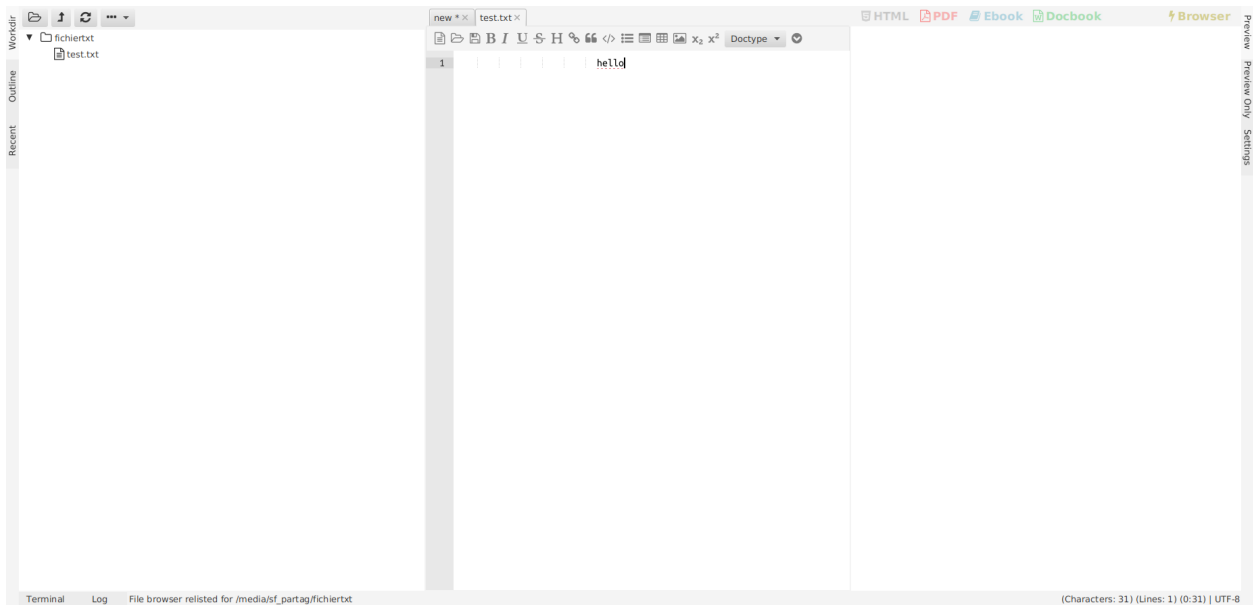 Workdir
Outline
Recent
fichiertxt
test.txt
new * ×
test.txt ×
B I U S H </> x₂ x² Doctype
1
hello
HTML PDF Ebook Docbook Browser
Preview
Preview Only
Settings
Terminal Log File browser relisted for /media/sf_partag/fichiertxt
(Characters: 31) (Lines: 1) (0:31) | UTF-8